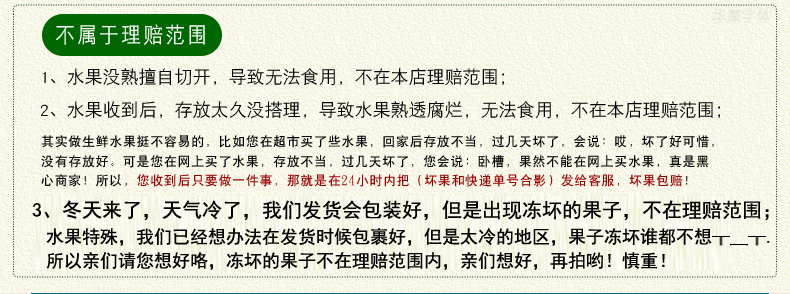 华康字体
不属于理赔范围
1、水果没熟擅自切开，导致无法食用，不在本店理赔范围；
2、水果收到后，存放太久没搭理，导致水果熟透腐烂，无法食用，不在本店理赔范围；
其实做生鲜水果挺不容易的，比如您在超市买了些水果，回家后存放不当，过几天坏了，会说：哎，坏了好可惜，
没有存放好。可是您在网上买了水果，存放不当，过几天坏了，您会说：卧槽，果然不能在网上买水果，真是黑
心商家！所以，您收到后只要做一件事，那就是在24小时内把（坏果和快递单号合影）发给客服，坏果包赔！
3、冬天来了，天气冷了，我们发货会包装好，但是出现冻坏的果子，不在理赔范围；
水果特殊，我们已经想办法在发货时候包裹好，但是太冷的地区，果子冻坏谁都不想┬__┬.
所以亲们请您想好咯，冻坏的果子不在理赔范围内，亲们想好，再拍哟！慎重！